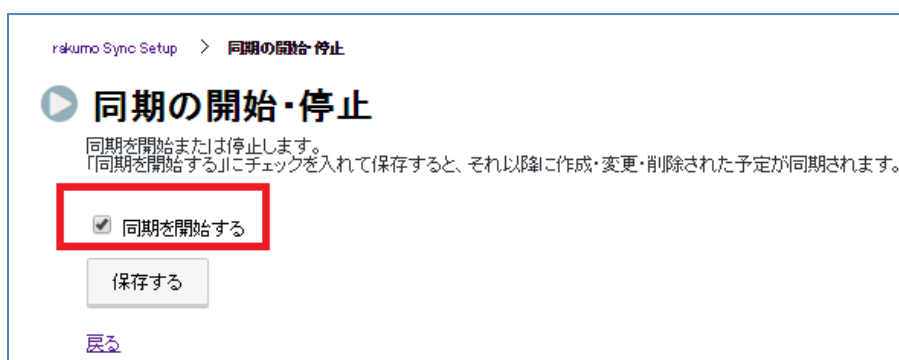 rakumo Sync Setup > 同期の開始・停止
同期の開始・停止
同期を開始または停止します。
「同期を開始する」にチェックを入れて保存すると、それ以降に作成・変更・削除された予定が同期されます。
同期を開始する
保存する
戻る